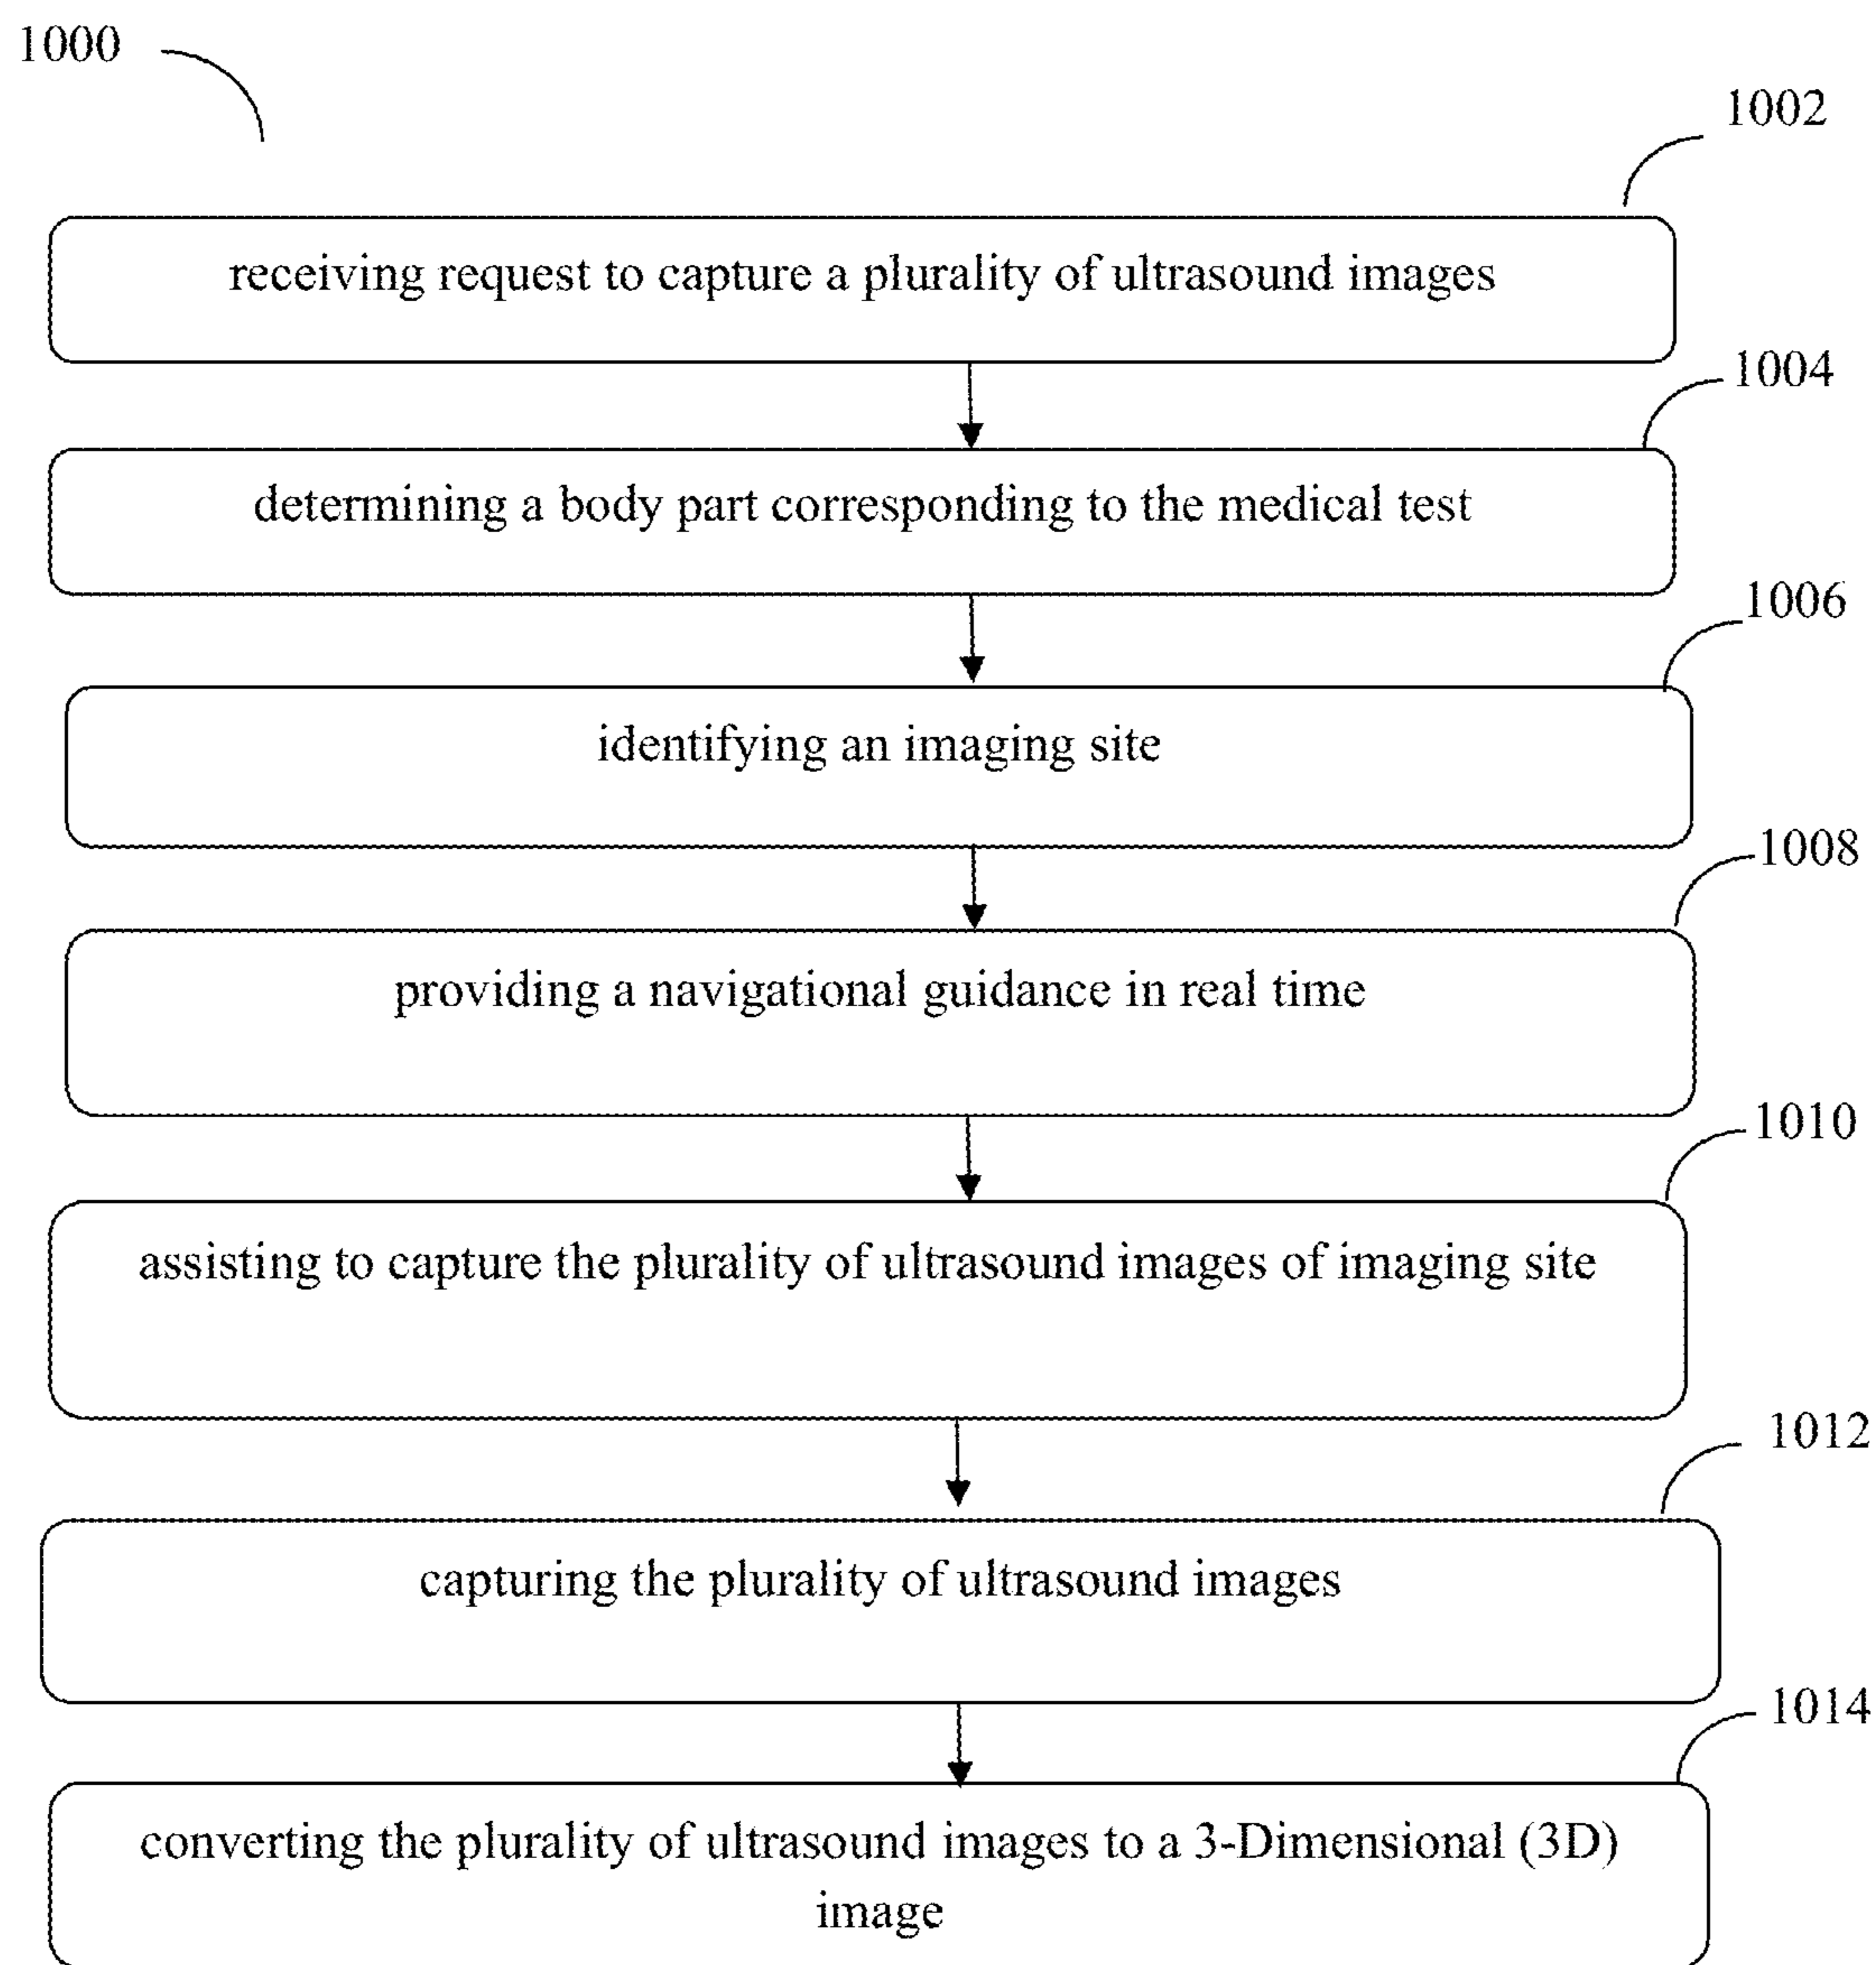 1000
1002
receiving request to capture a plurality of ultrasound images
1004
determining a body part corresponding to the medical test
1006
identifying an imaging site
1008
providing a navigational guidance in real time
1010
assisting to capture the plurality of ultrasound images of imaging site
1012
capturing the plurality of ultrasound images
1014
converting the plurality of ultrasound images to a 3-Dimensional (3D)
image